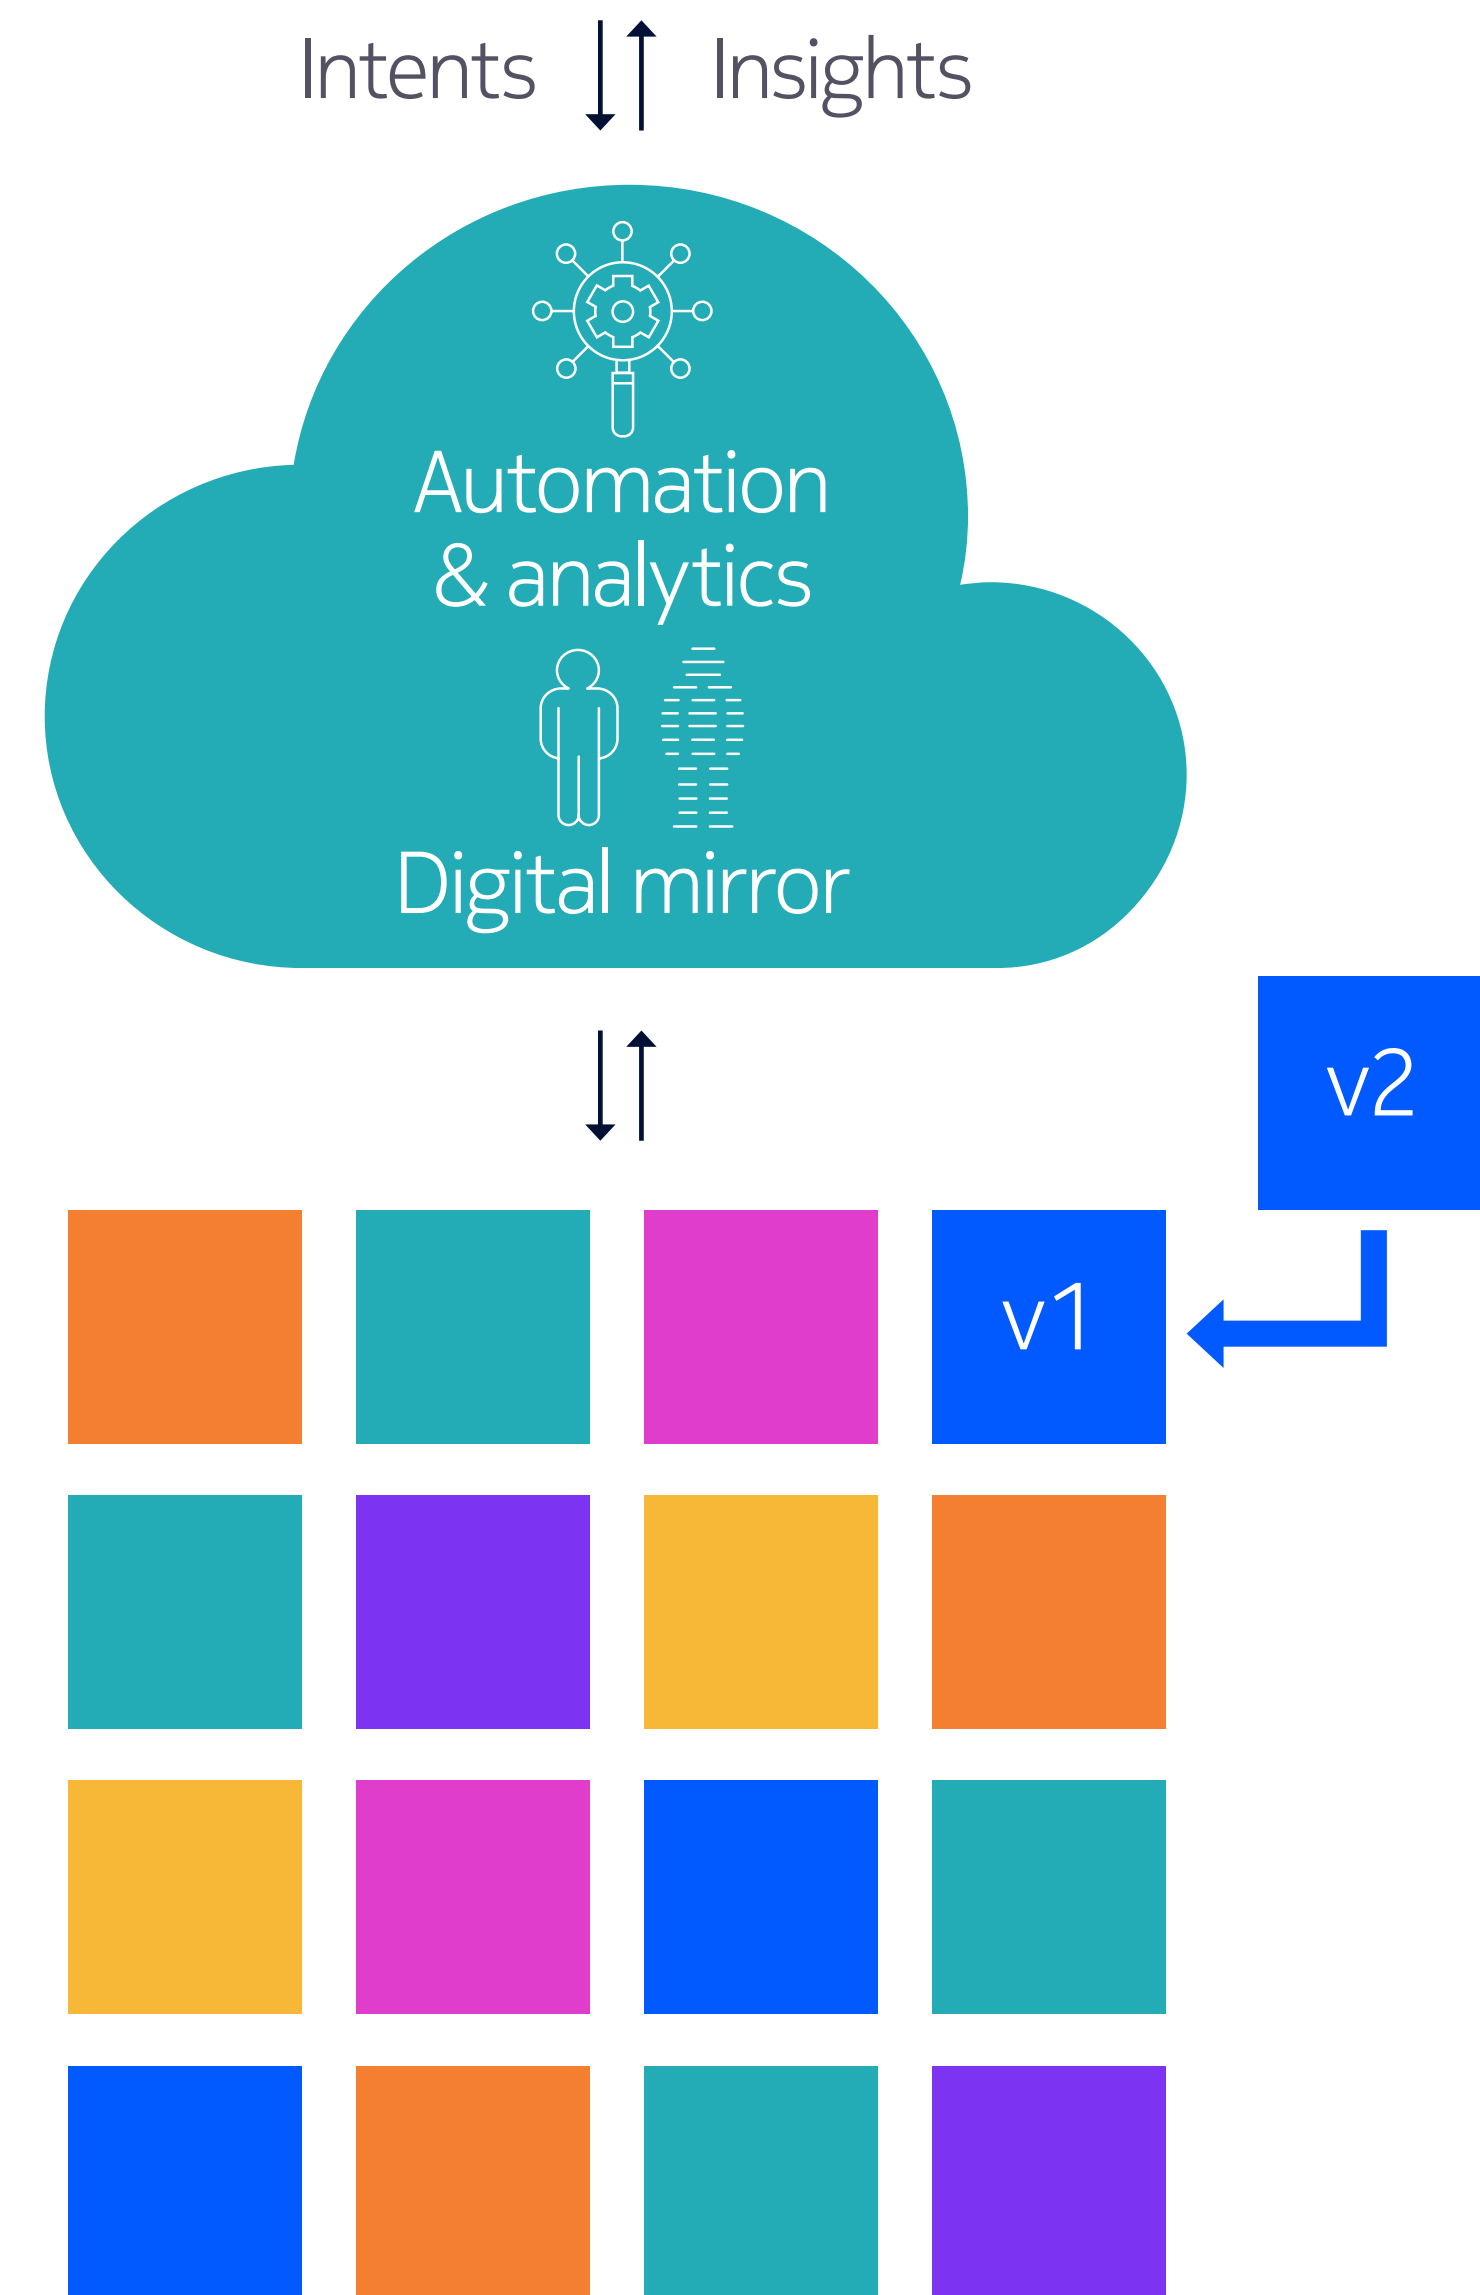 Intents
Insights
Automation
& analytics
Digital mirror
v2
v1